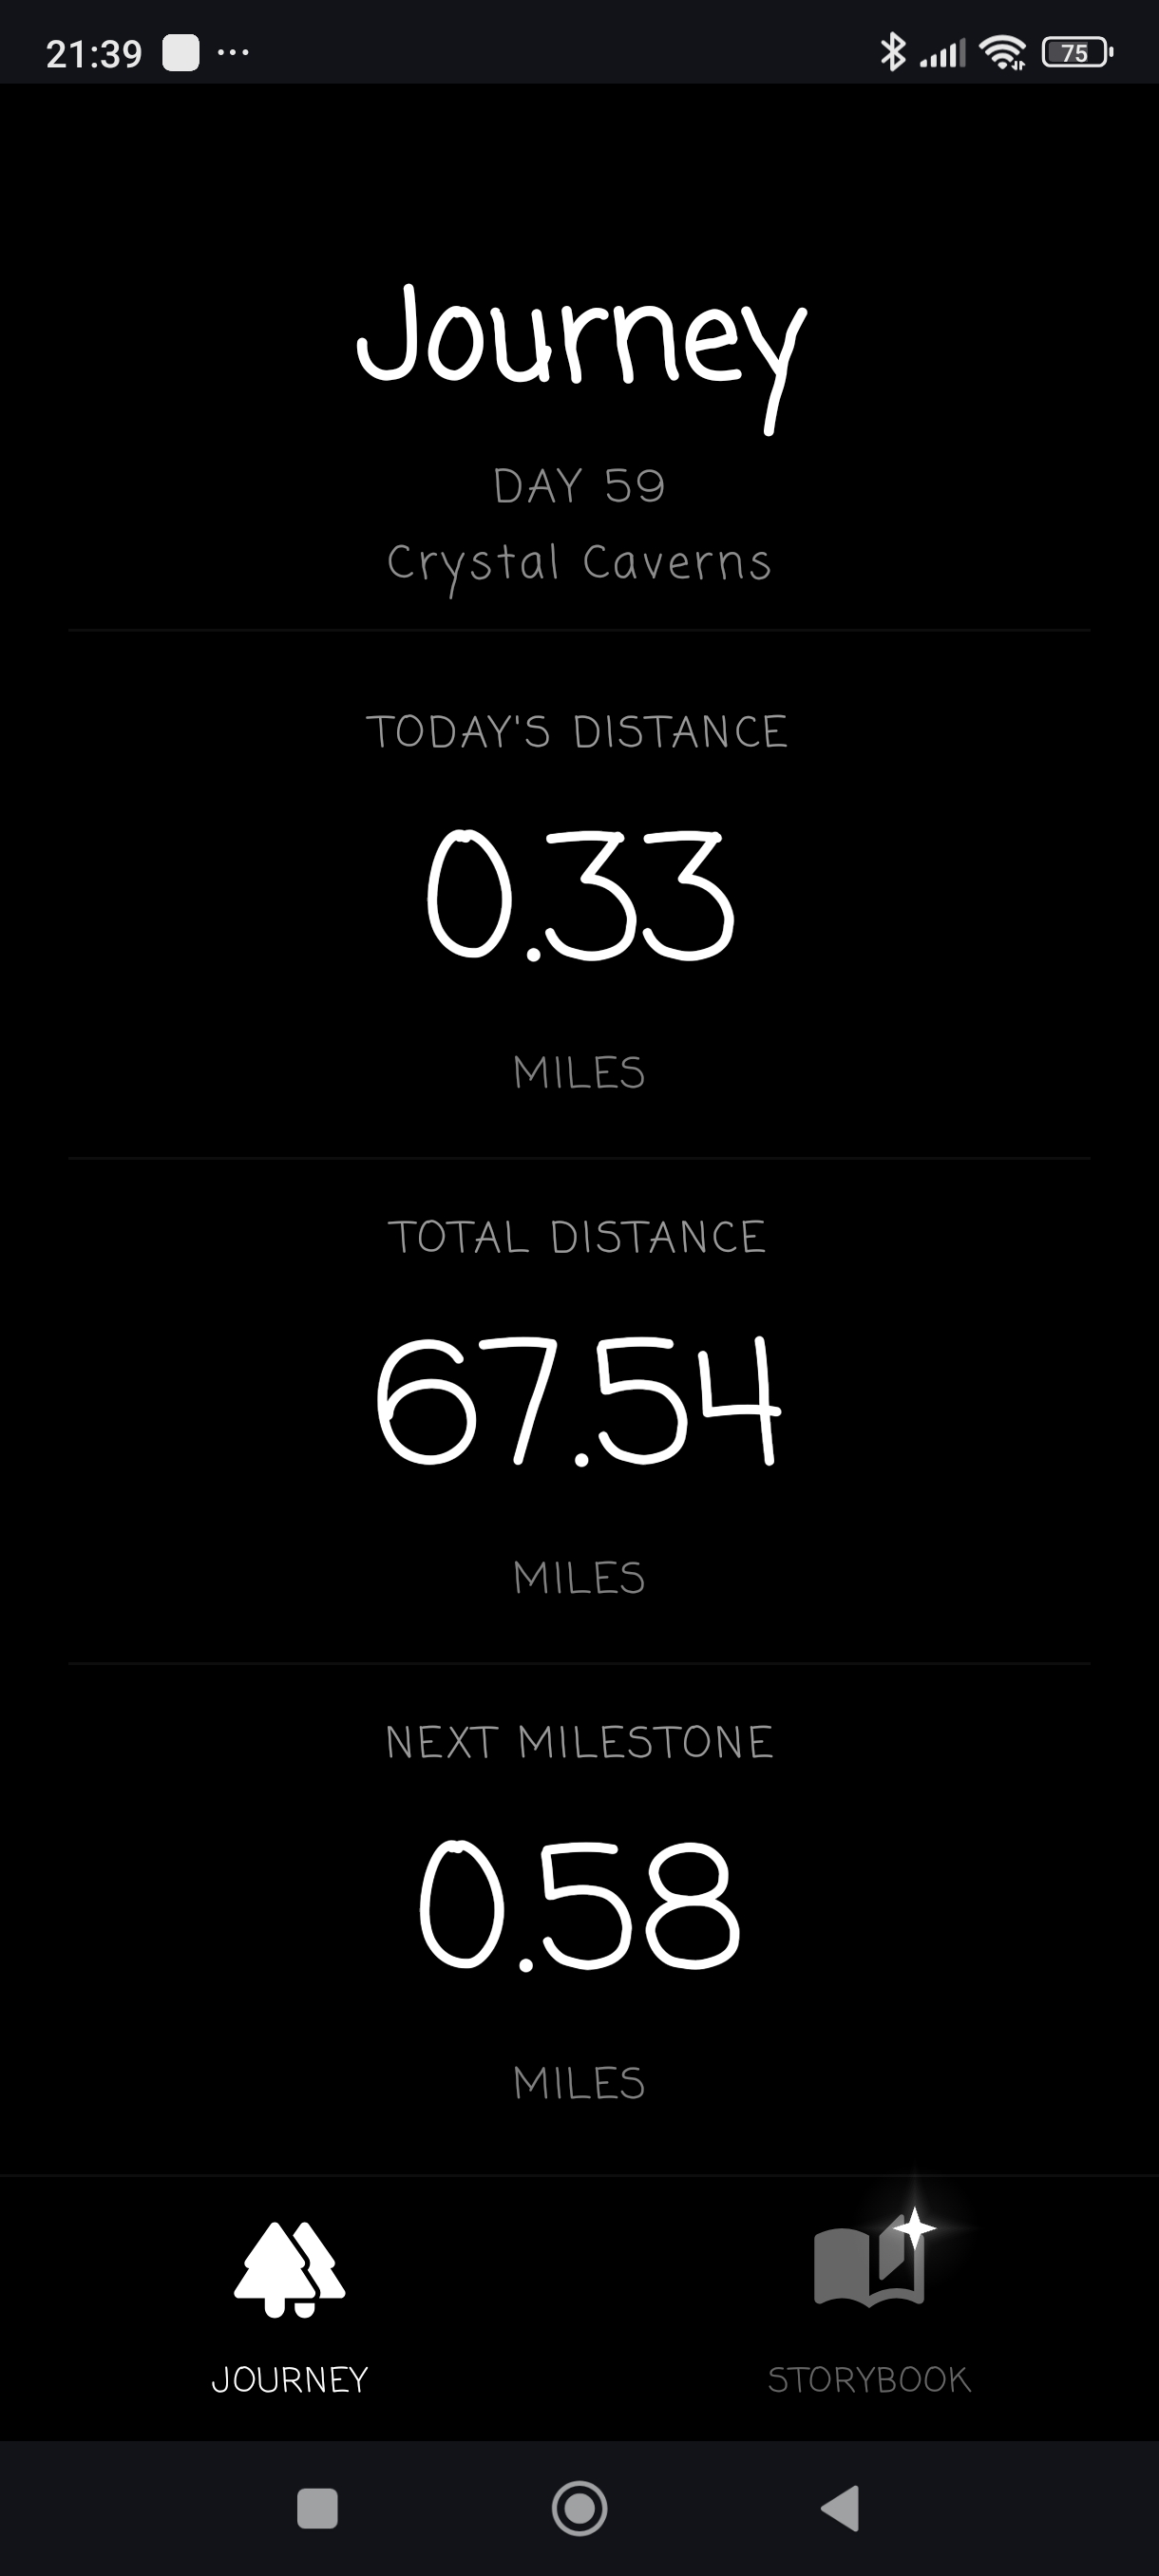 21:39
75
Journey
DAY 59
Crystal Caverns
TODAY'S DISTANCE
0.33
MILES
TOTAL DISTANCE
67.54
MILES
NEXT MILESTONE
0.58
MILES
JOURNEY
STORYBOOK